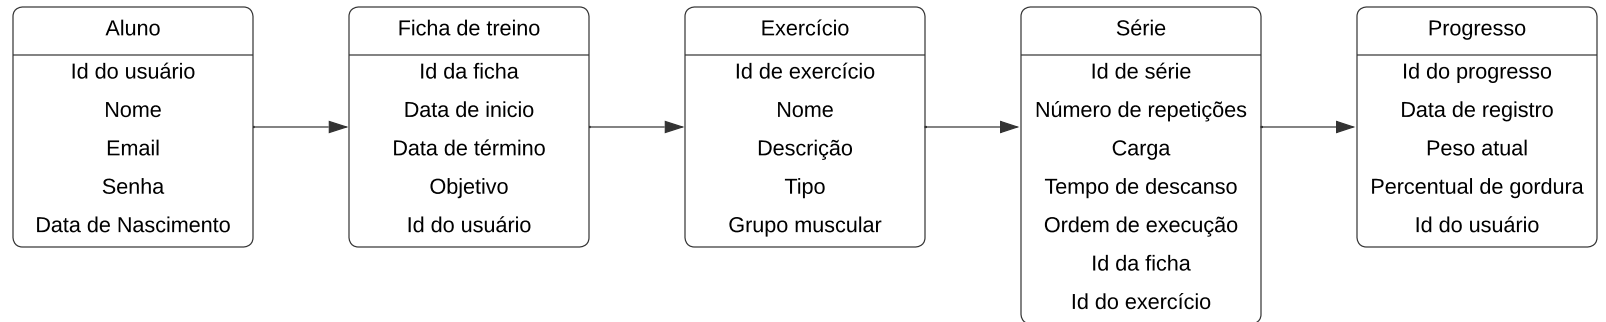 Aluno
Id do usuário
Nome
Email
Senha
Data de Nascimento
Ficha de treino
Id da ficha
Data de inicio
Data de término
Objetivo
Id do usuário
Exercício
Id de exercício
Nome
Descrição
Tipo
Grupo muscular
Série
Id de série
Número de repetições
Carga
Tempo de descanso
Ordem de execução
Id da ficha
Id do exercício
Progresso
Id do progresso
Data de registro
Peso atual
Percentual de gordura
Id do usuário